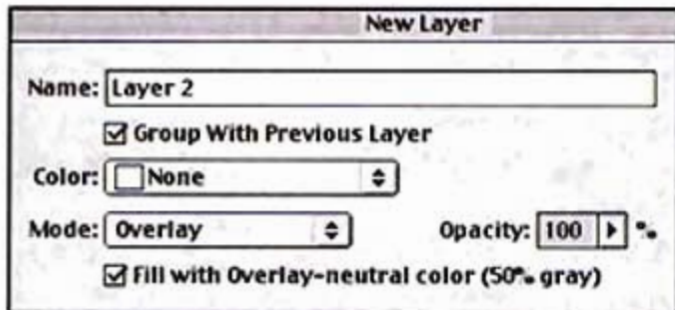 New Layer
Name: Layer 2
Group With Previous Layer
Color: None
Mode: Overlay Opacity: 100 %
Fill with Overlay-neutral color (50% gray)